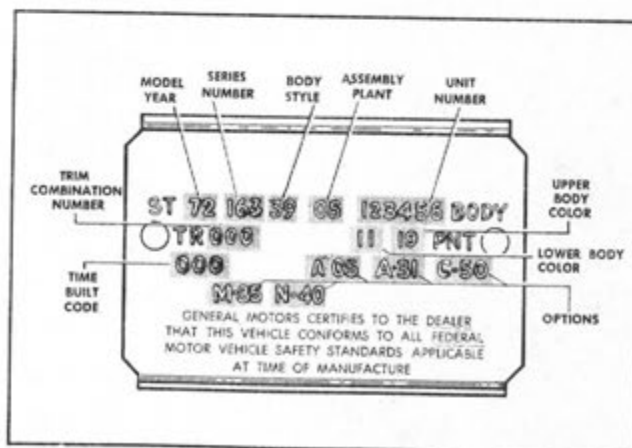 MODEL YEAR
SERIES NUMBER
BODY STYLE
ASSEMBLY PLANT
UNIT NUMBER
TRIM COMBINATION NUMBER
UPPER BODY COLOR
ST 72 163 39 05 123456 BODY
TR 000 11 19 PNT
LOWER BODY COLOR
TIME BUILT CODE
000 A 05 A-31 C-50
M-35 N-40
OPTIONS
GENERAL MOTORS CERTIFIES TO THE DEALER
THAT THIS VEHICLE CONFORMS TO ALL FEDERAL
MOTOR VEHICLE SAFETY STANDARDS APPLICABLE
AT TIME OF MANUFACTURE